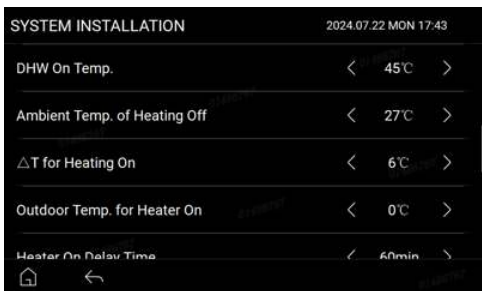 SYSTEM INSTALLATION 2024.07.22 MON 17:43
DHW On Temp. < 45℃ >
Ambient Temp. of Heating Off < 27℃ >
△T for Heating On < 6℃ >
Outdoor Temp. for Heater On < 0℃ >
Heater On Delay Time < 60min >